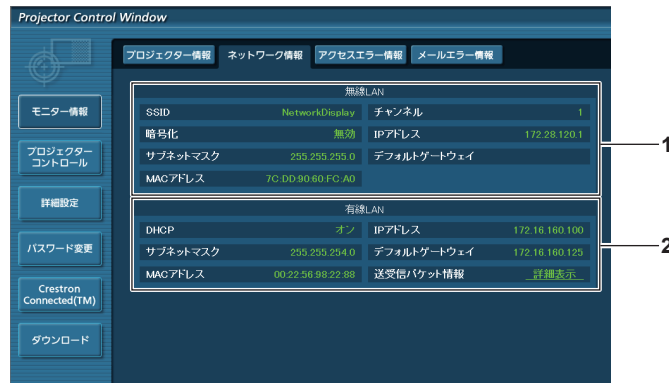 Projector Control Window
プロジェクター情報 ネットワーク情報 アクセスエラー情報 メールエラー情報
モニター情報
プロジェクター
コントロール
詳細設定
パスワード変更
Crestron
Connected(TM)
ダウンロード
無線LAN
SSID NetworkDisplay チャンネル 1
暗号化 無効 IPアドレス 172.28.120.1
サブネットマスク 255.255.255.0 デフォルトゲートウェイ
MACアドレス 7C:DD:90:60:FC:A0
1
有線LAN
DHCP オン IPアドレス 172.16.160.100
サブネットマスク 255.255.254.0 デフォルトゲートウェイ 172.16.160.125
MACアドレス 00:22:56:98:22:88 送受信パケット情報 詳細表示
2